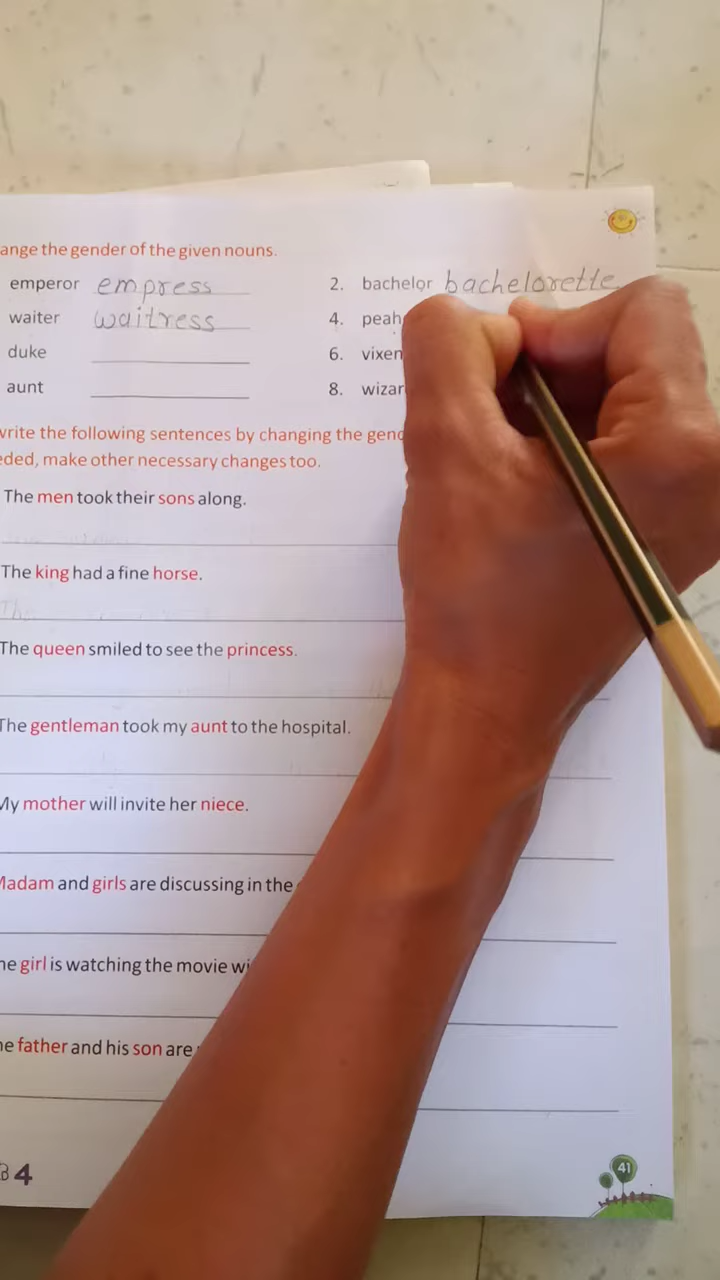 ange the gender of the given nouns.
emperor empress 2. bachelor bachelorette
waiter waitress 4. peah
duke 6. vixen
aunt 8. wizar
write the following sentences by changing the gend
eded, make other necessary changes too.
The men took their sons along.
The king had a fine horse.
The
The queen smiled to see the princess.
The gentleman took my aunt to the hospital.
My mother will invite her niece.
Madam and girls are discussing in the
he girl is watching the movie wi
he father and his son are
B 4
41